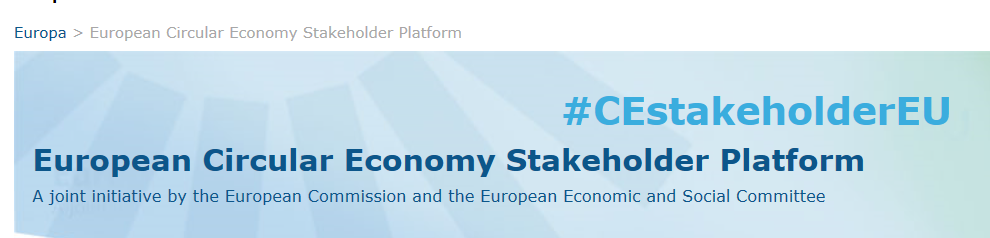 Europa > European Circular Economy Stakeholder Platform
#CEstakeholderEU
European Circular Economy Stakeholder Platform
A joint initiative by the European Commission and the European Economic and Social Committee